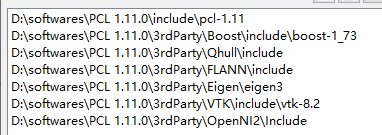 D:\softwares\PCL 1.11.0\include\pcl-1.11
D:\softwares\PCL 1.11.0\3rdParty\Boost\include\boost-1_73
D:\softwares\PCL 1.11.0\3rdParty\Qhull\include
D:\softwares\PCL 1.11.0\3rdParty\FLANN\include
D:\softwares\PCL 1.11.0\3rdParty\Eigen\eigen3
D:\softwares\PCL 1.11.0\3rdParty\VTK\include\vtk-8.2
D:\softwares\PCL 1.11.0\3rdParty\OpenNI2\Include